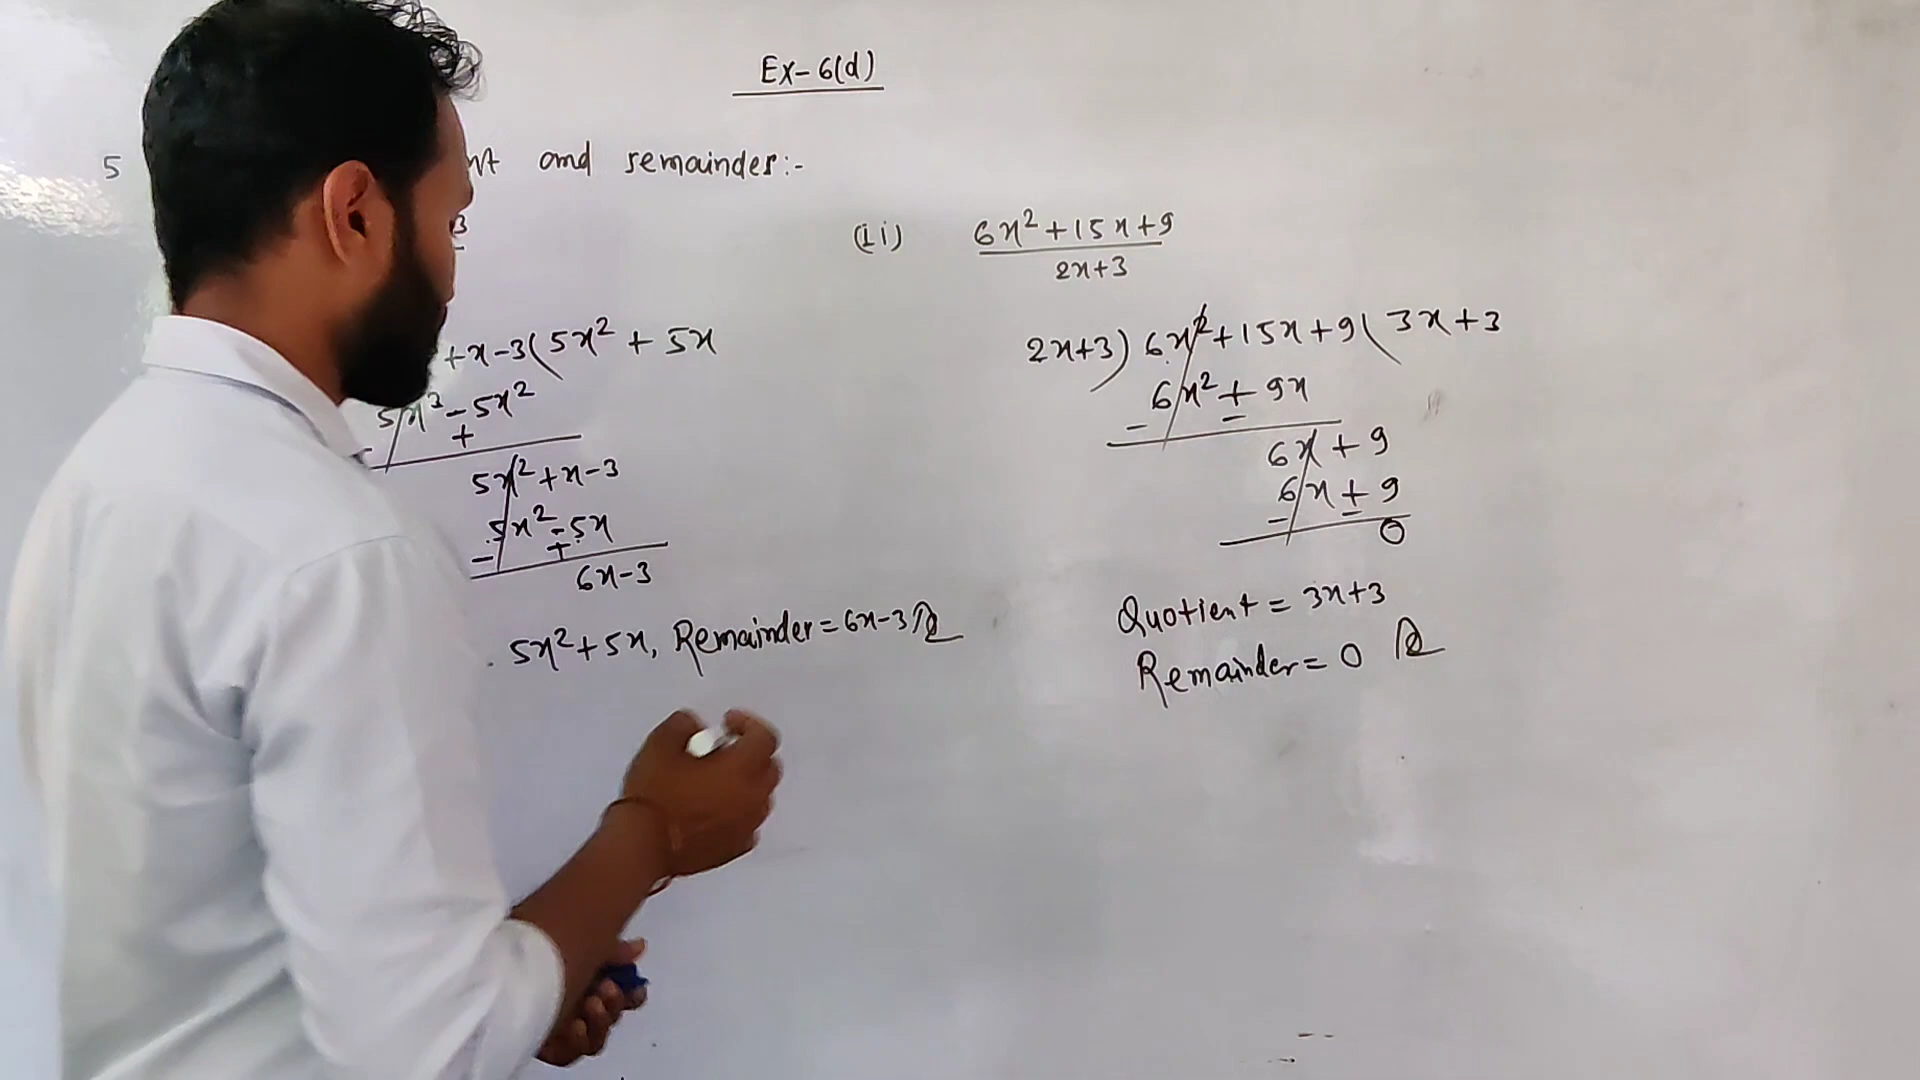 Ex-6(d)
5 and remainder:-
3
+x-3(5x²+5x
5x³-5x²
+
5x²+x-3
5x²-5x
- +
6x-3
5x²+5x, Remainder=6x-3
(ii) 6x²+15x+9
2x+3
2x+3)6x²+15x+9(3x+3
6x²+9x
- -
6x+9
6x+9
- -
0
Quotient=3x+3
Remainder=0